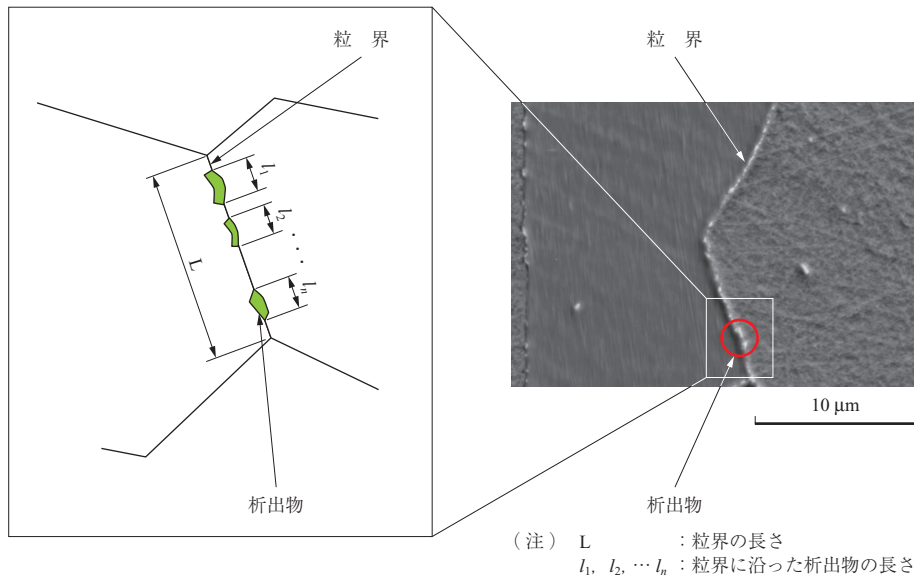 粒 界
l₁
l₂
. . .
lₙ
L
析出物
粒 界
10 μm
析出物
（注） L ：粒界の長さ
l₁, l₂, … lₙ ：粒界に沿った析出物の長さ